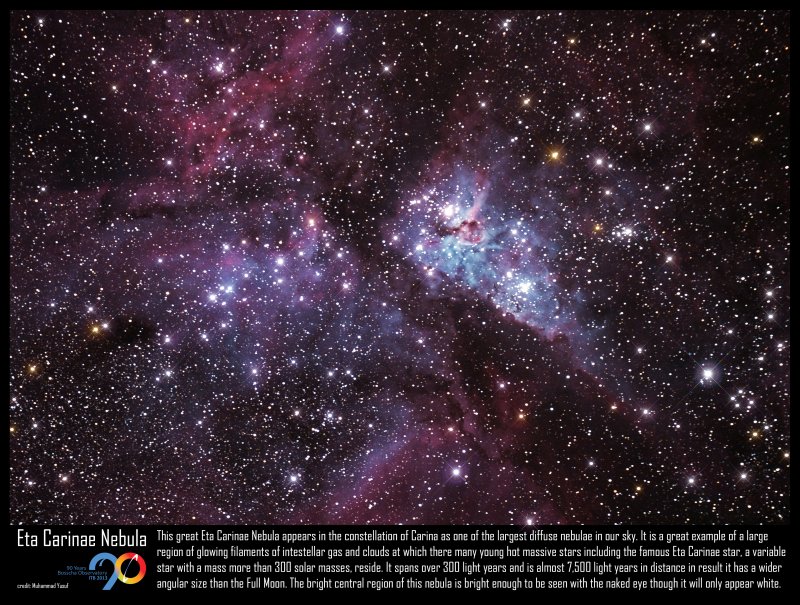 Eta Carinae Nebula
This great Eta Carinae Nebula appears in the constellation of Carina as one of the largest diffuse nebulae in our sky. It is a great example of a large
region of glowing filaments of intestellar gas and clouds at which there many young hot massive stars including the famous Eta Carinae star, a variable
star with a mass more than 300 solar masses, reside. It spans over 300 light years and is almost 7,500 light years in distance in result it has a wider
angular size than the Full Moon. The bright central region of this nebula is bright enough to be seen with the naked eye though it will only appear white.
90 Years
Bosscha Observatory
ITB 2013
90
credit: Muhammad Yusuf